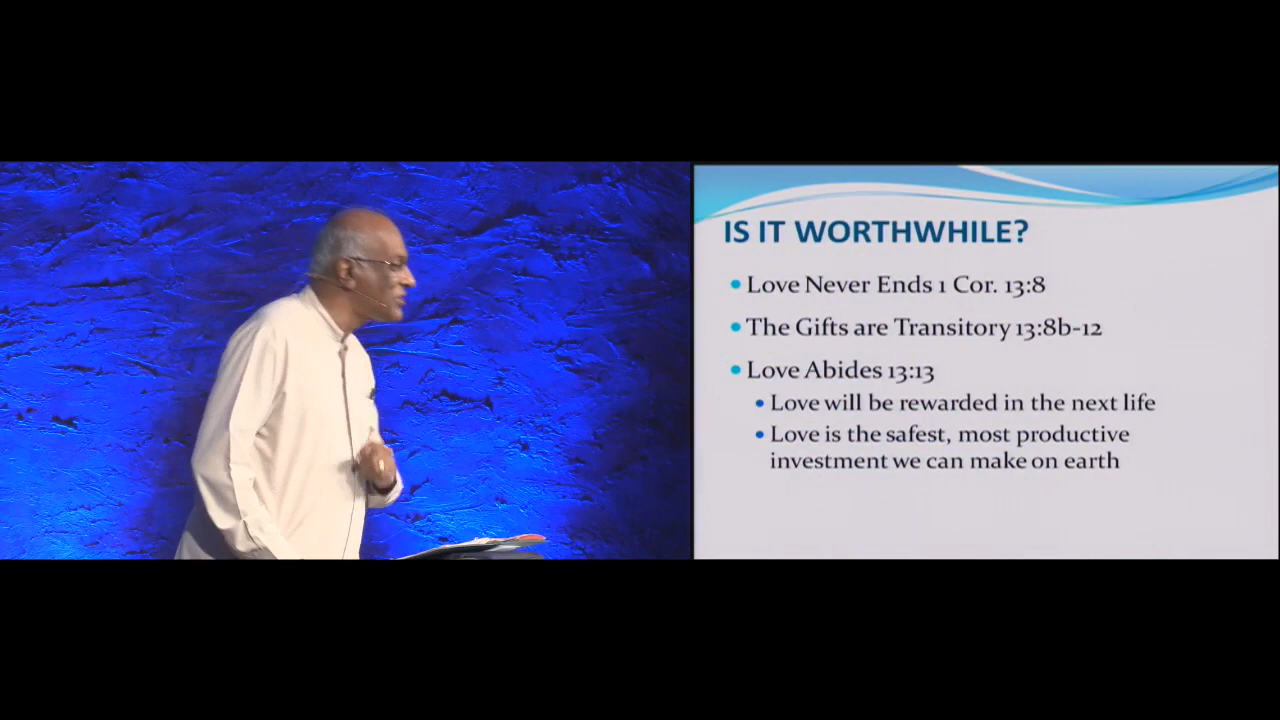 IS IT WORTHWHILE?
Love Never Ends 1 Cor. 13:8
The Gifts are Transitory 13:8b-12
Love Abides 13:13
Love will be rewarded in the next life
Love is the safest, most productive
investment we can make on earth